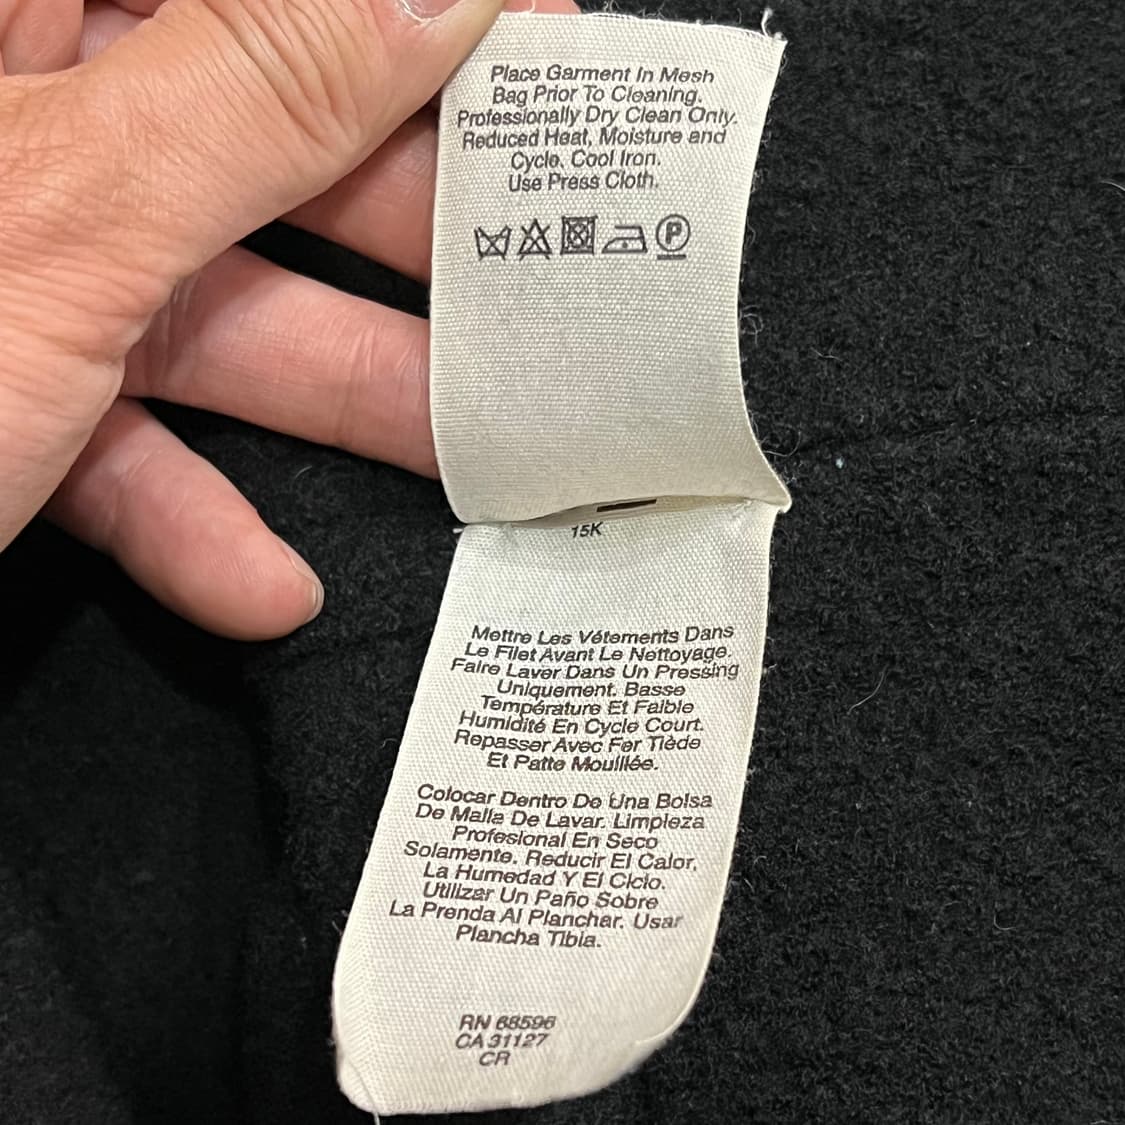 Place Garment In Mesh
Bag Prior To Cleaning.
Professionally Dry Clean Only.
Reduced Heat, Moisture and
Cycle. Cool Iron.
Use Press Cloth.
P
15K
Mettre Les Vétements Dans
Le Filet Avant Le Nettoyage.
Faire Laver Dans Un Pressing
Uniquement. Basse
Température Et Faible
Humidité En Cycle Court.
Repasser Avec Fer Tiède
Et Patte Mouillée.
Colocar Dentro De Una Bolsa
De Malla De Lavar. Limpieza
Profesional En Seco
Solamente. Reducir El Calor,
La Humedad Y El Ciclo.
Utilizar Un Paño Sobre
La Prenda Al Planchar. Usar
Plancha Tibia.
RN 68596
CA 31127
CR